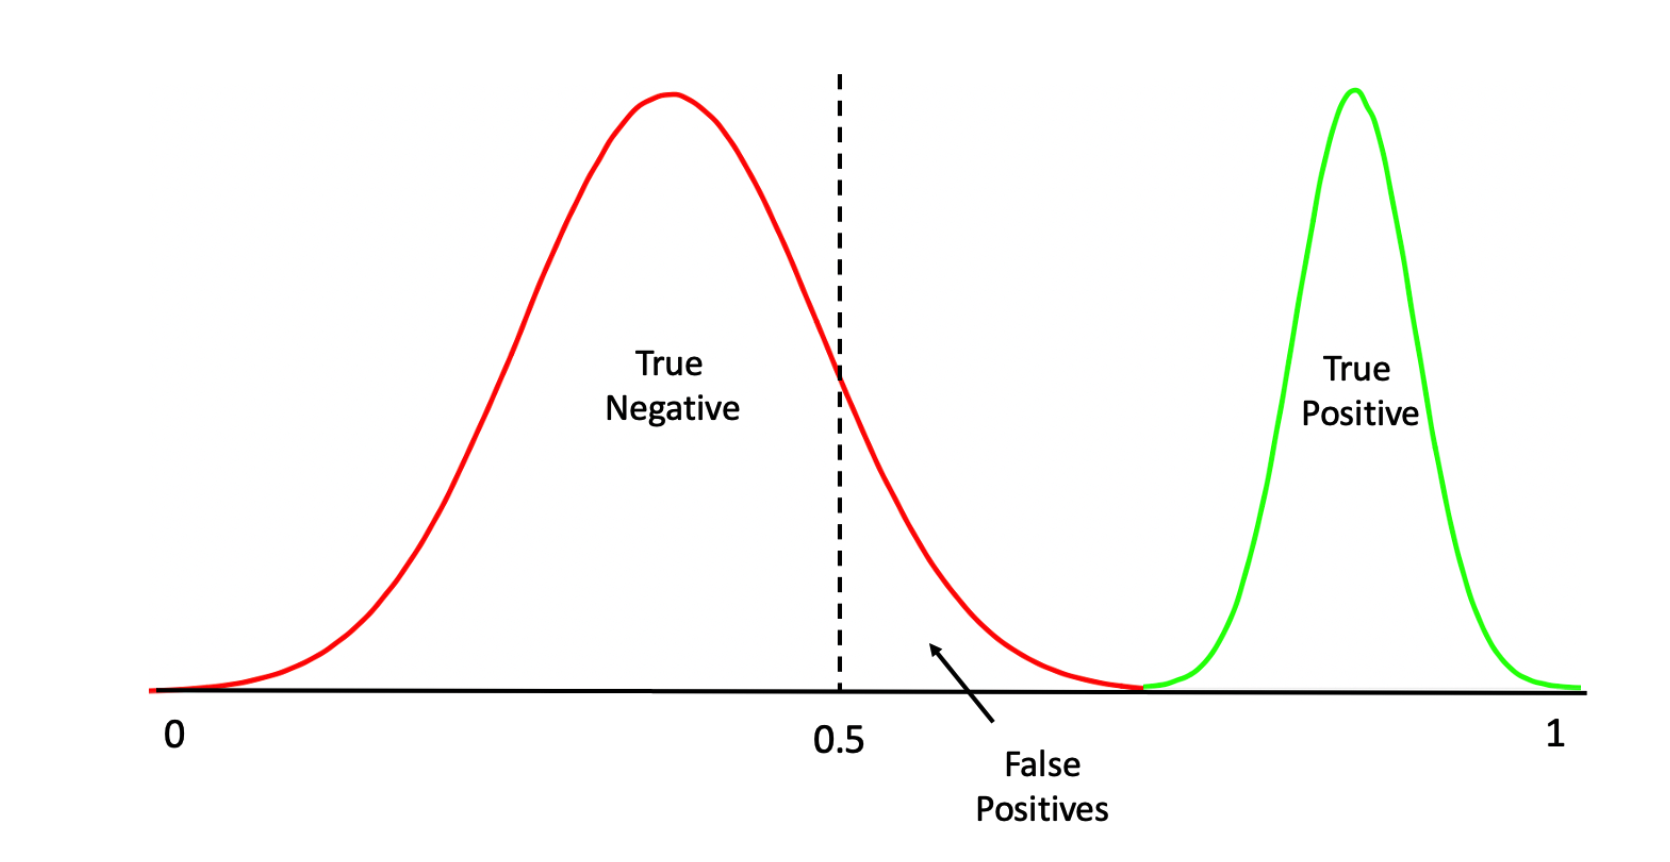 True
Negative
True
Positive
0
0.5
1
False
Positives